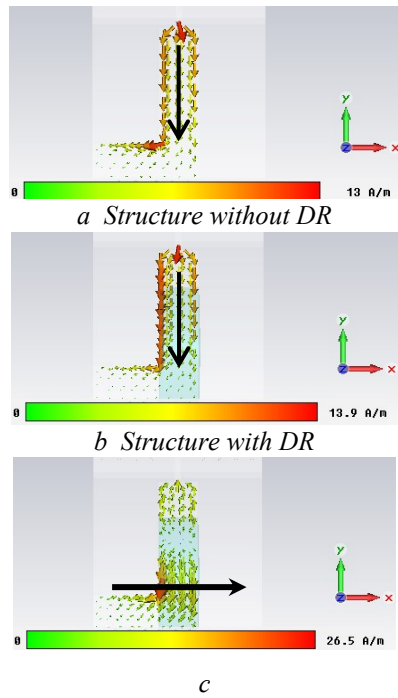 y
x
z
0
13 A/m
a Structure without DR
y
x
z
0
13.9 A/m
b Structure with DR
y
x
z
0
26.5 A/m
c